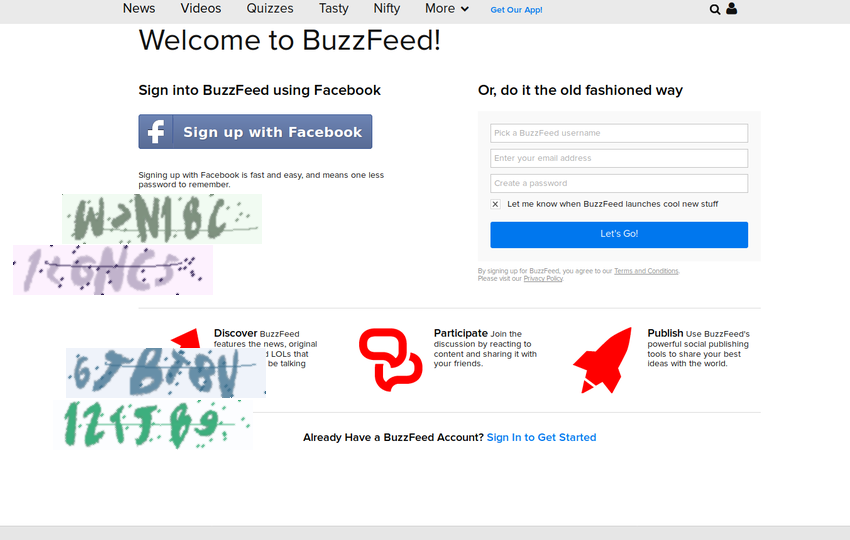 News Videos Quizzes Tasty Nifty More Get Our App!
Welcome to BuzzFeed!
Sign into BuzzFeed using Facebook
Sign up with Facebook
Signing up with Facebook is fast and easy, and means one less
password to remember.
Or, do it the old fashioned way
Pick a BuzzFeed username
Enter your email address
Create a password
Let me know when BuzzFeed launches cool new stuff
Let's Go!
By signing up for BuzzFeed, you agree to our Terms and Conditions.
Please visit our Privacy Policy.
Discover BuzzFeed
features the news, original
LOLs that
be talking
Participate Join the
discussion by reacting to
content and sharing it with
your friends.
Publish Use BuzzFeed's
powerful social publishing
tools to share your best
ideas with the world.
Already Have a BuzzFeed Account? Sign In to Get Started